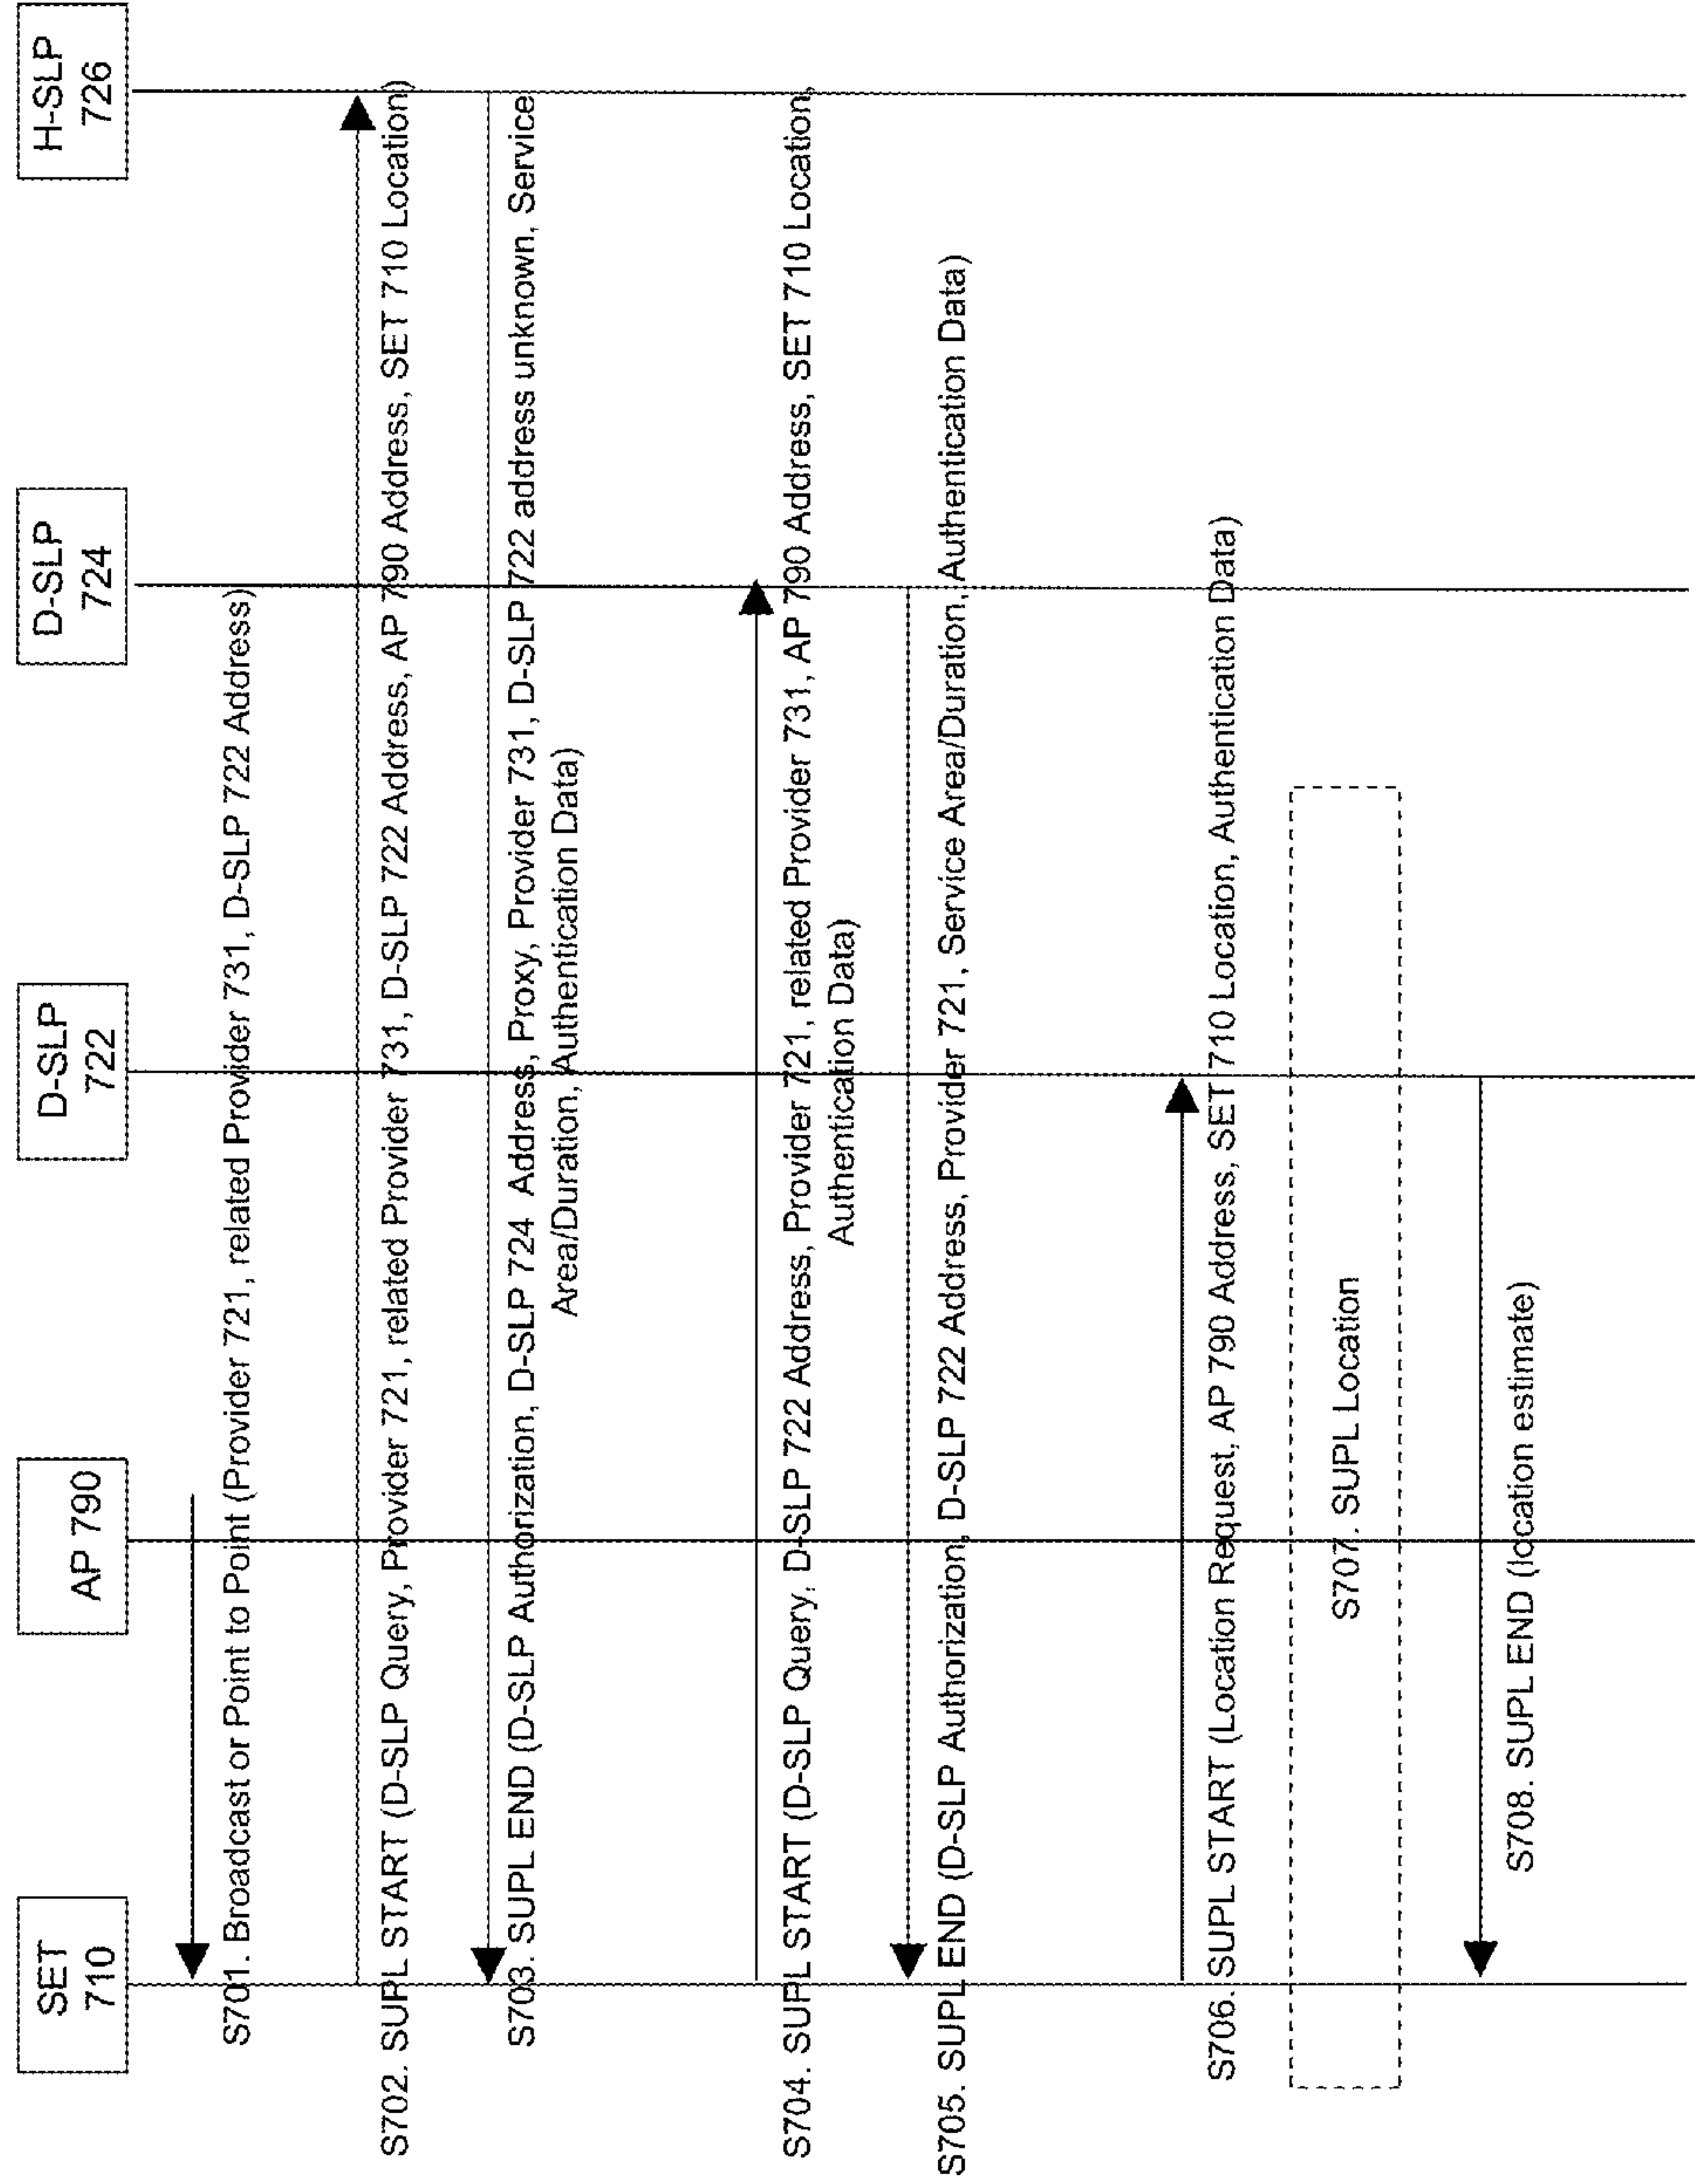 SET
710
AP 790
D-SLP
722
D-SLP
724
H-SLP
726
S701. Broadcast or Point to Point (Provider 721, related Provider 731, D-SLP 722 Address)
S702. SUPL START (D-SLP Query, Provider 721, related Provider 731, D-SLP 722 Address, AP 790 Address, SET 710 Location)
S703. SUPL END (D-SLP Authorization, D-SLP 724 Address, Proxy, Provider 731, D-SLP 722 address unknown, Service
Area/Duration, Authentication Data)
S704. SUPL START (D-SLP Query, D-SLP 722 Address, Provider 721, related Provider 731, AP 790 Address, SET 710 Location,
Authentication Data)
S705. SUPL END (D-SLP Authorization, D-SLP 722 Address, Provider 721, Service Area/Duration, Authentication Data)
S706. SUPL START (Location Request, AP 790 Address, SET 710 Location, Authentication Data)
S707. SUPL Location
S708. SUPL END (location estimate)